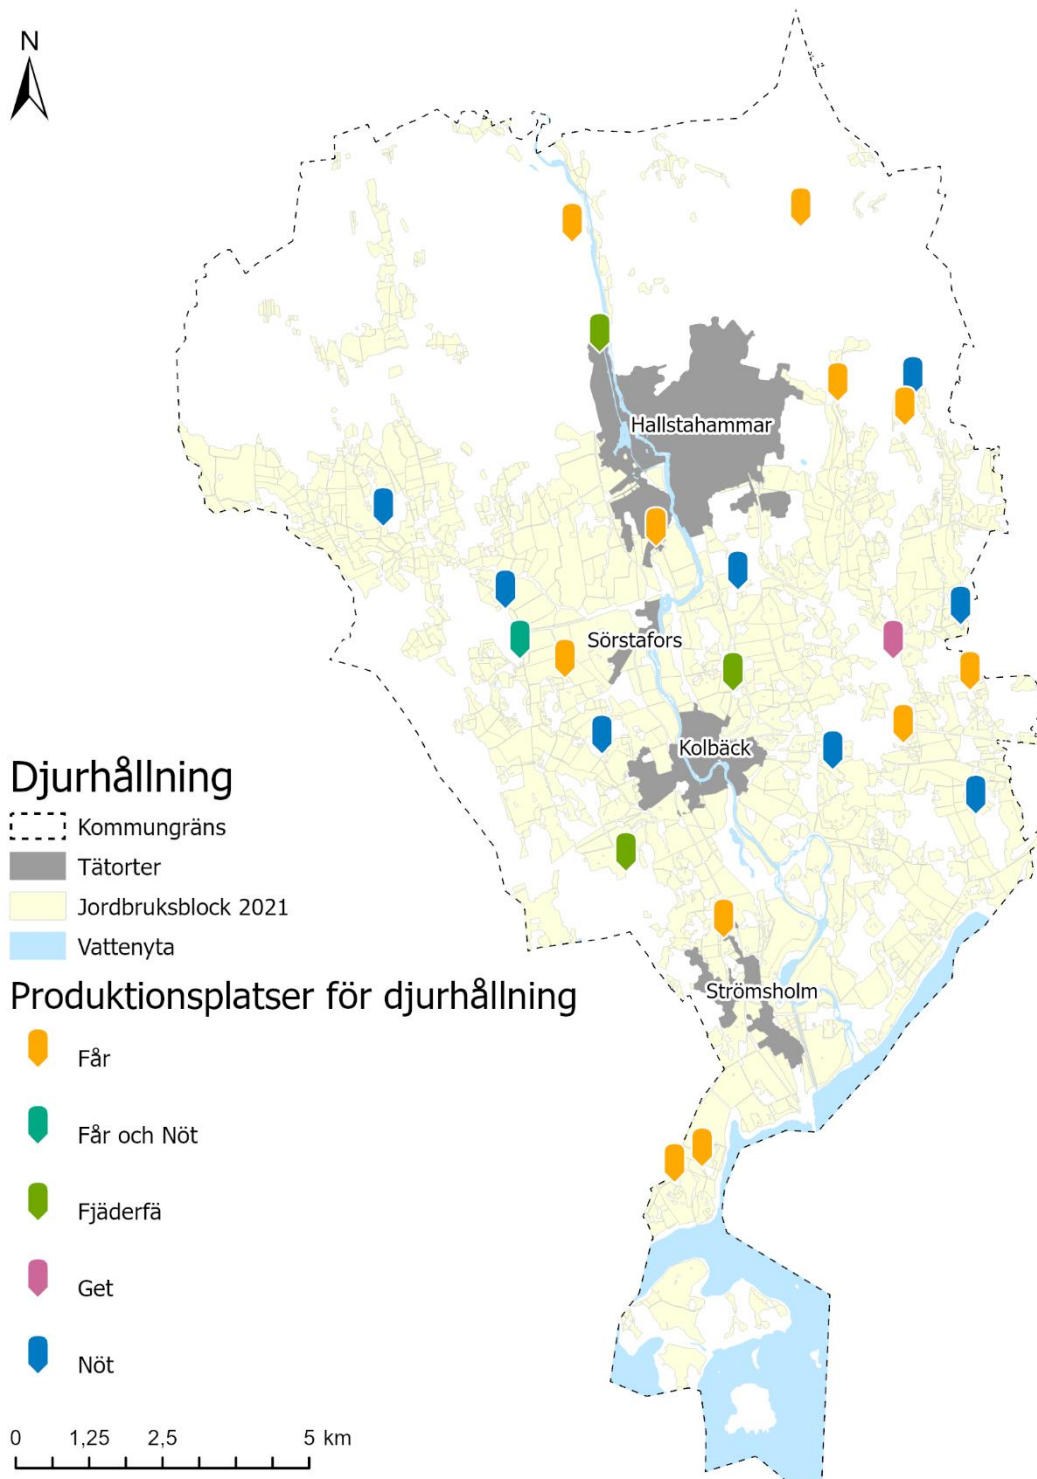 N
Hallstahammar
Sörstafors
Kolbäck
Strömsholm
Djurhållning
Kommungräns
Tätorter
Jordbruksblock 2021
Vattenyta
Produktionsplatser för djurhållning
Får
Får och Nöt
Fjäderfä
Get
Nöt
0 1,25 2,5 5 km